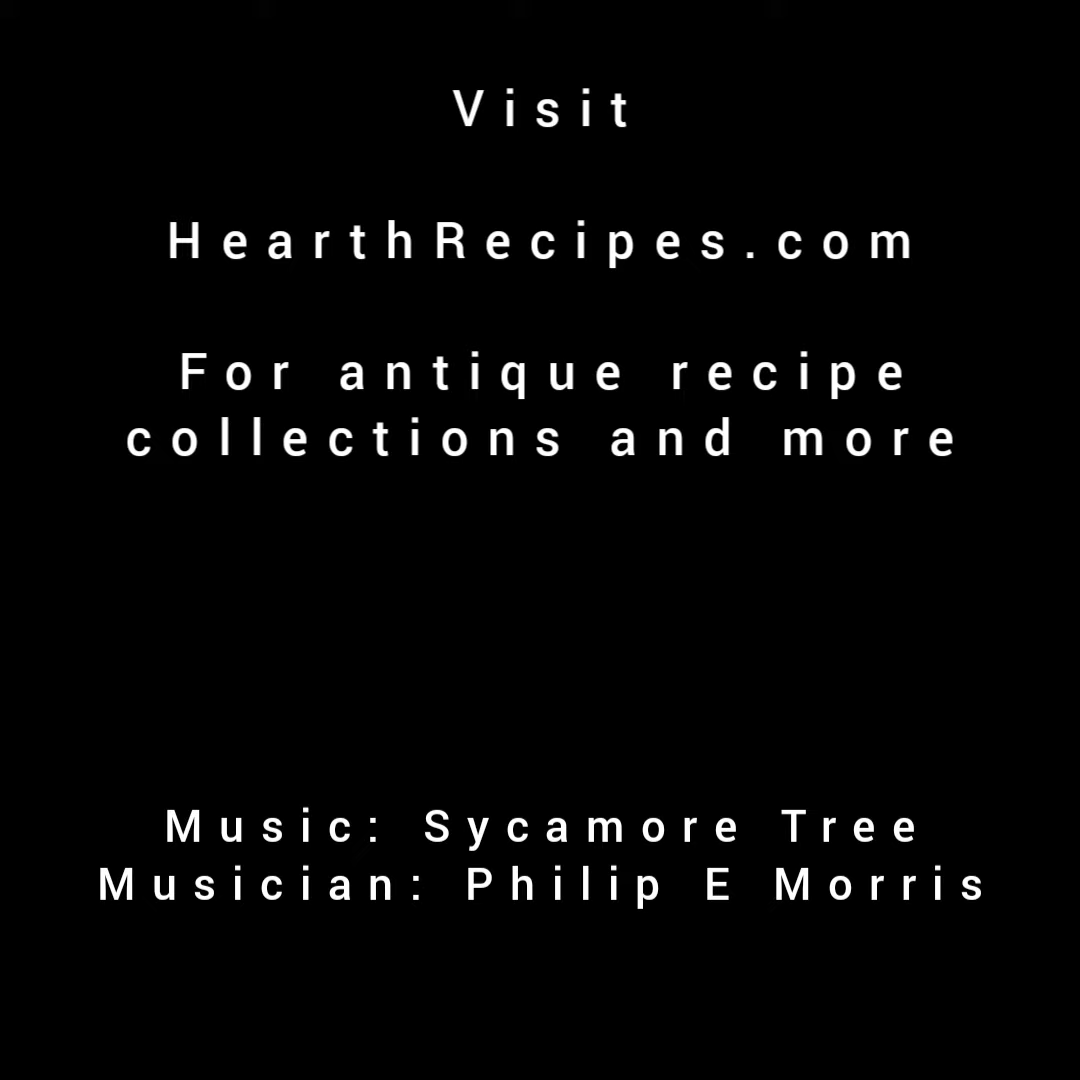 Visit
HearthRecipes.com
For antique recipe
collections and more
Music: Sycamore Tree
Musician: Philip E Morris